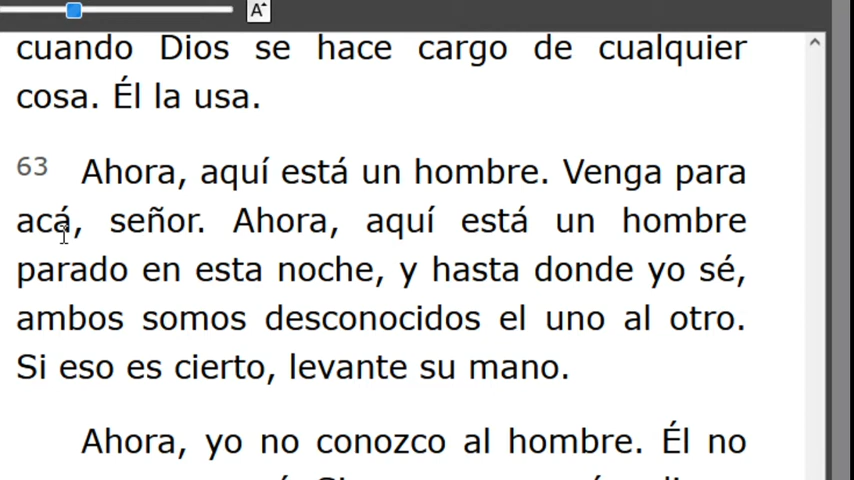 A
cuando Dios se hace cargo de cualquier
cosa. Él la usa.
63 Ahora, aquí está un hombre. Venga para
acá, señor. Ahora, aquí está un hombre
parado en esta noche, y hasta donde yo sé,
ambos somos desconocidos el uno al otro.
Si eso es cierto, levante su mano.
Ahora, yo no conozco al hombre. Él no